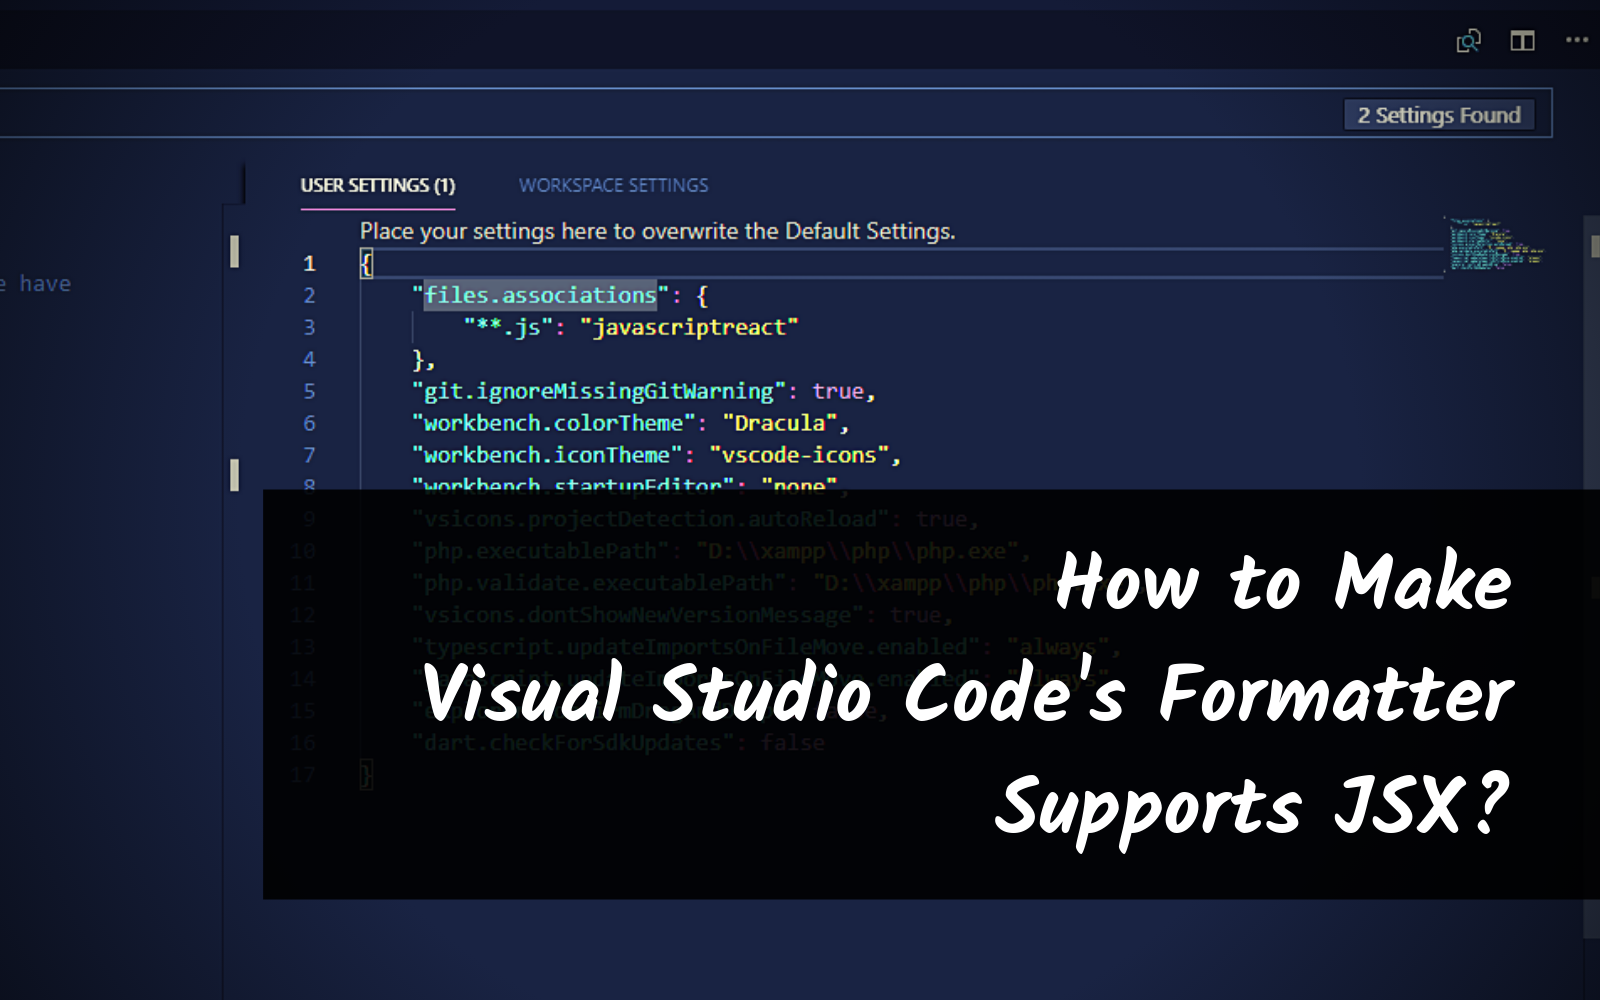 2 Settings Found
USER SETTINGS (1) WORKSPACE SETTINGS
Place your settings here to overwrite the Default Settings.
have
1 {
2 "files.associations": {
3 "**.js": "javascriptreact"
4 },
5 "git.ignoreMissingGitWarning": true,
6 "workbench.colorTheme": "Dracula",
7 "workbench.iconTheme": "vscode-icons",
8 "workbench.startupEditor": "none",
9 "vsicons.projectDetection.autoReload": true,
10 "php.executablePath": "D:\\xampp\\php\\php.exe",
11 "php.validate.executablePath": "D:\\xampp\\php\\ph
12 "vsicons.dontShowNewVersionMessage": true,
13 "typescript.updateImportsOnFileMove.enabled": "always",
14
15
16 "dart.checkForSdkUpdates": false
17 }
How to Make
Visual Studio Code's Formatter
Supports JSX?